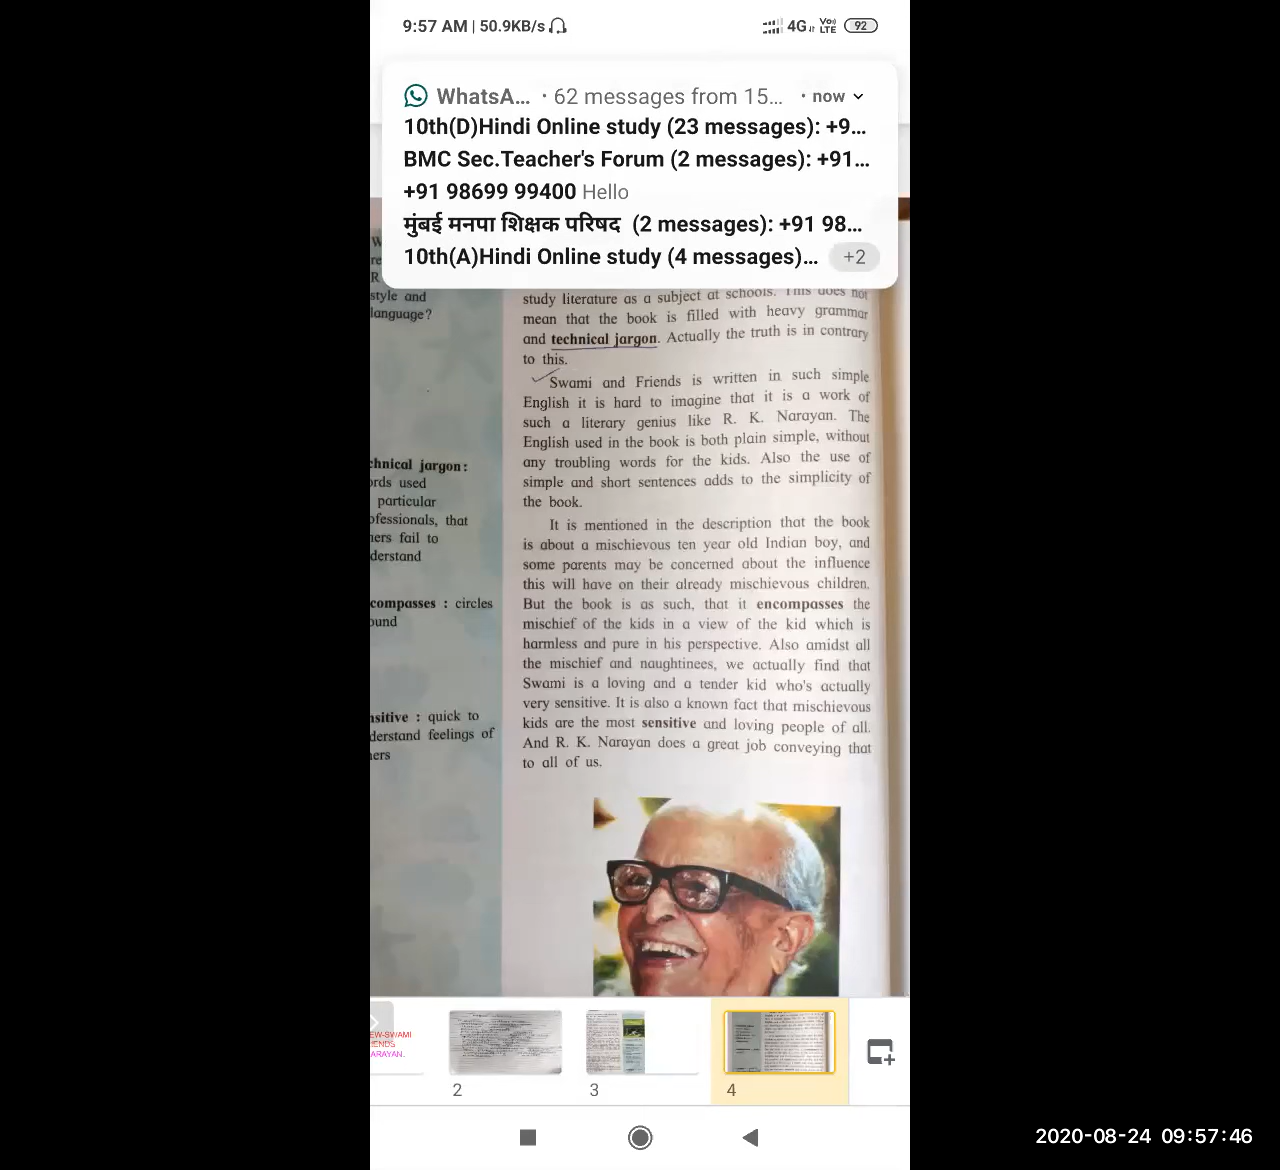 9:57 AM | 50.9KB/s
4G VoLTE 92
WhatsA... · 62 messages from 15... · now
10th(D)Hindi Online study (23 messages): +9...
BMC Sec.Teacher's Forum (2 messages): +91...
+91 98699 99400 Hello
मुंबई मनपा शिक्षक परिषद (2 messages): +91 98...
10th(A)Hindi Online study (4 messages)... +2
style and
language?
chnical jargon:
ords used
particular
ofessionals, that
ners fail to
derstand
compasses : circles
ound
nsitive : quick to
derstand feelings of
ners
study literature as a subject at schools. This does not
mean that the book is filled with heavy grammar
and technical jargon. Actually the truth is in contrary
to this.
Swami and Friends is written in such simple
English it is hard to imagine that it is a work of
such a literary genius like R. K. Narayan. The
English used in the book is both plain simple, without
any troubling words for the kids. Also the use of
simple and short sentences adds to the simplicity of
the book.
It is mentioned in the description that the book
is about a mischievous ten year old Indian boy, and
some parents may be concerned about the influence
this will have on their already mischievous children.
But the book is as such, that it encompasses the
mischief of the kids in a view of the kid which is
harmless and pure in his perspective. Also amidst all
the mischief and naughtinees, we actually find that
Swami is a loving and a tender kid who's actually
very sensitive. It is also a known fact that mischievous
kids are the most sensitive and loving people of all.
And R. K. Narayan does a great job conveying that
to all of us.
EW-SWAMI
IENDS
ARAYAN.
2
3
4
2020-08-24 09:57:46